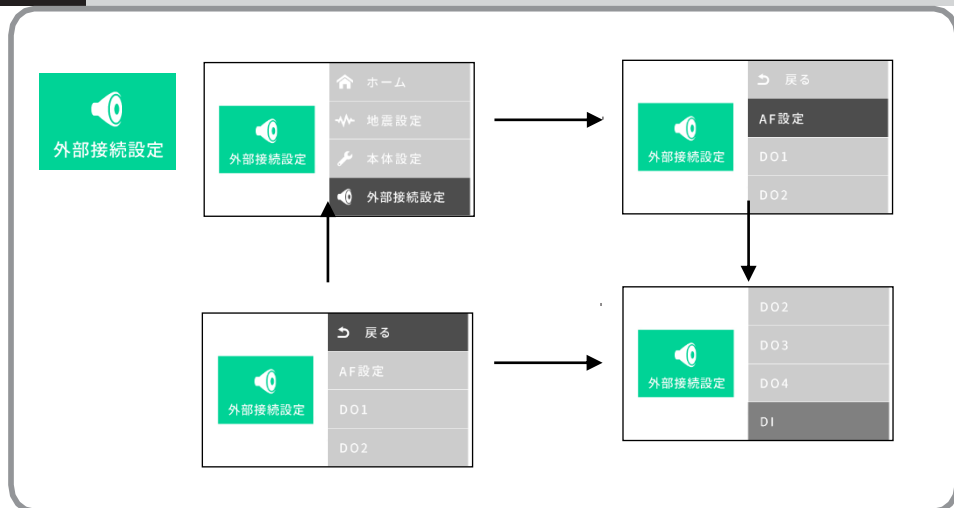 外部接続設定
外部接続設定
ホーム
地震設定
本体設定
外部接続設定
外部接続設定
戻る
AF設定
DO1
DO2
外部接続設定
戻る
AF設定
DO1
DO2
外部接続設定
DO2
DO3
DO4
DI